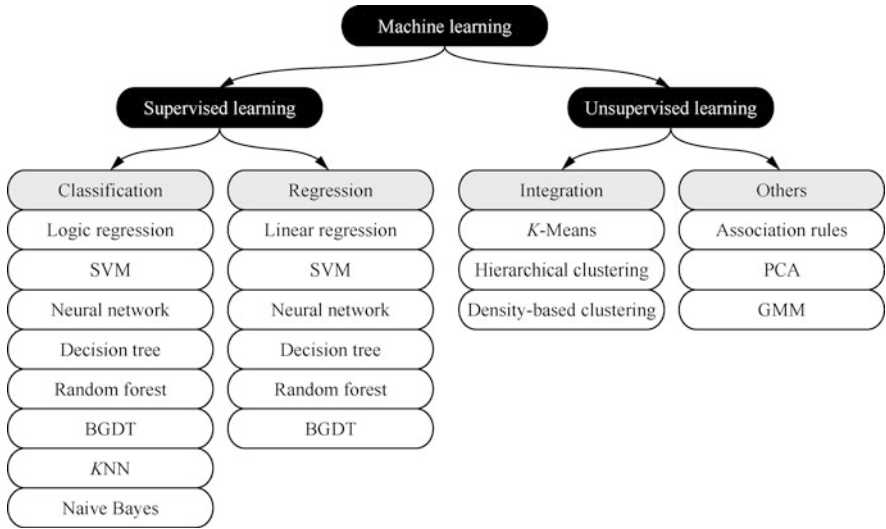 Machine learning
Supervised learning
Unsupervised learning
Classification
Logic regression
SVM
Neural network
Decision tree
Random forest
BGDT
KNN
Naive Bayes
Regression
Linear regression
SVM
Neural network
Decision tree
Random forest
BGDT
Integration
K-Means
Hierarchical clustering
Density-based clustering
Others
Association rules
PCA
GMM